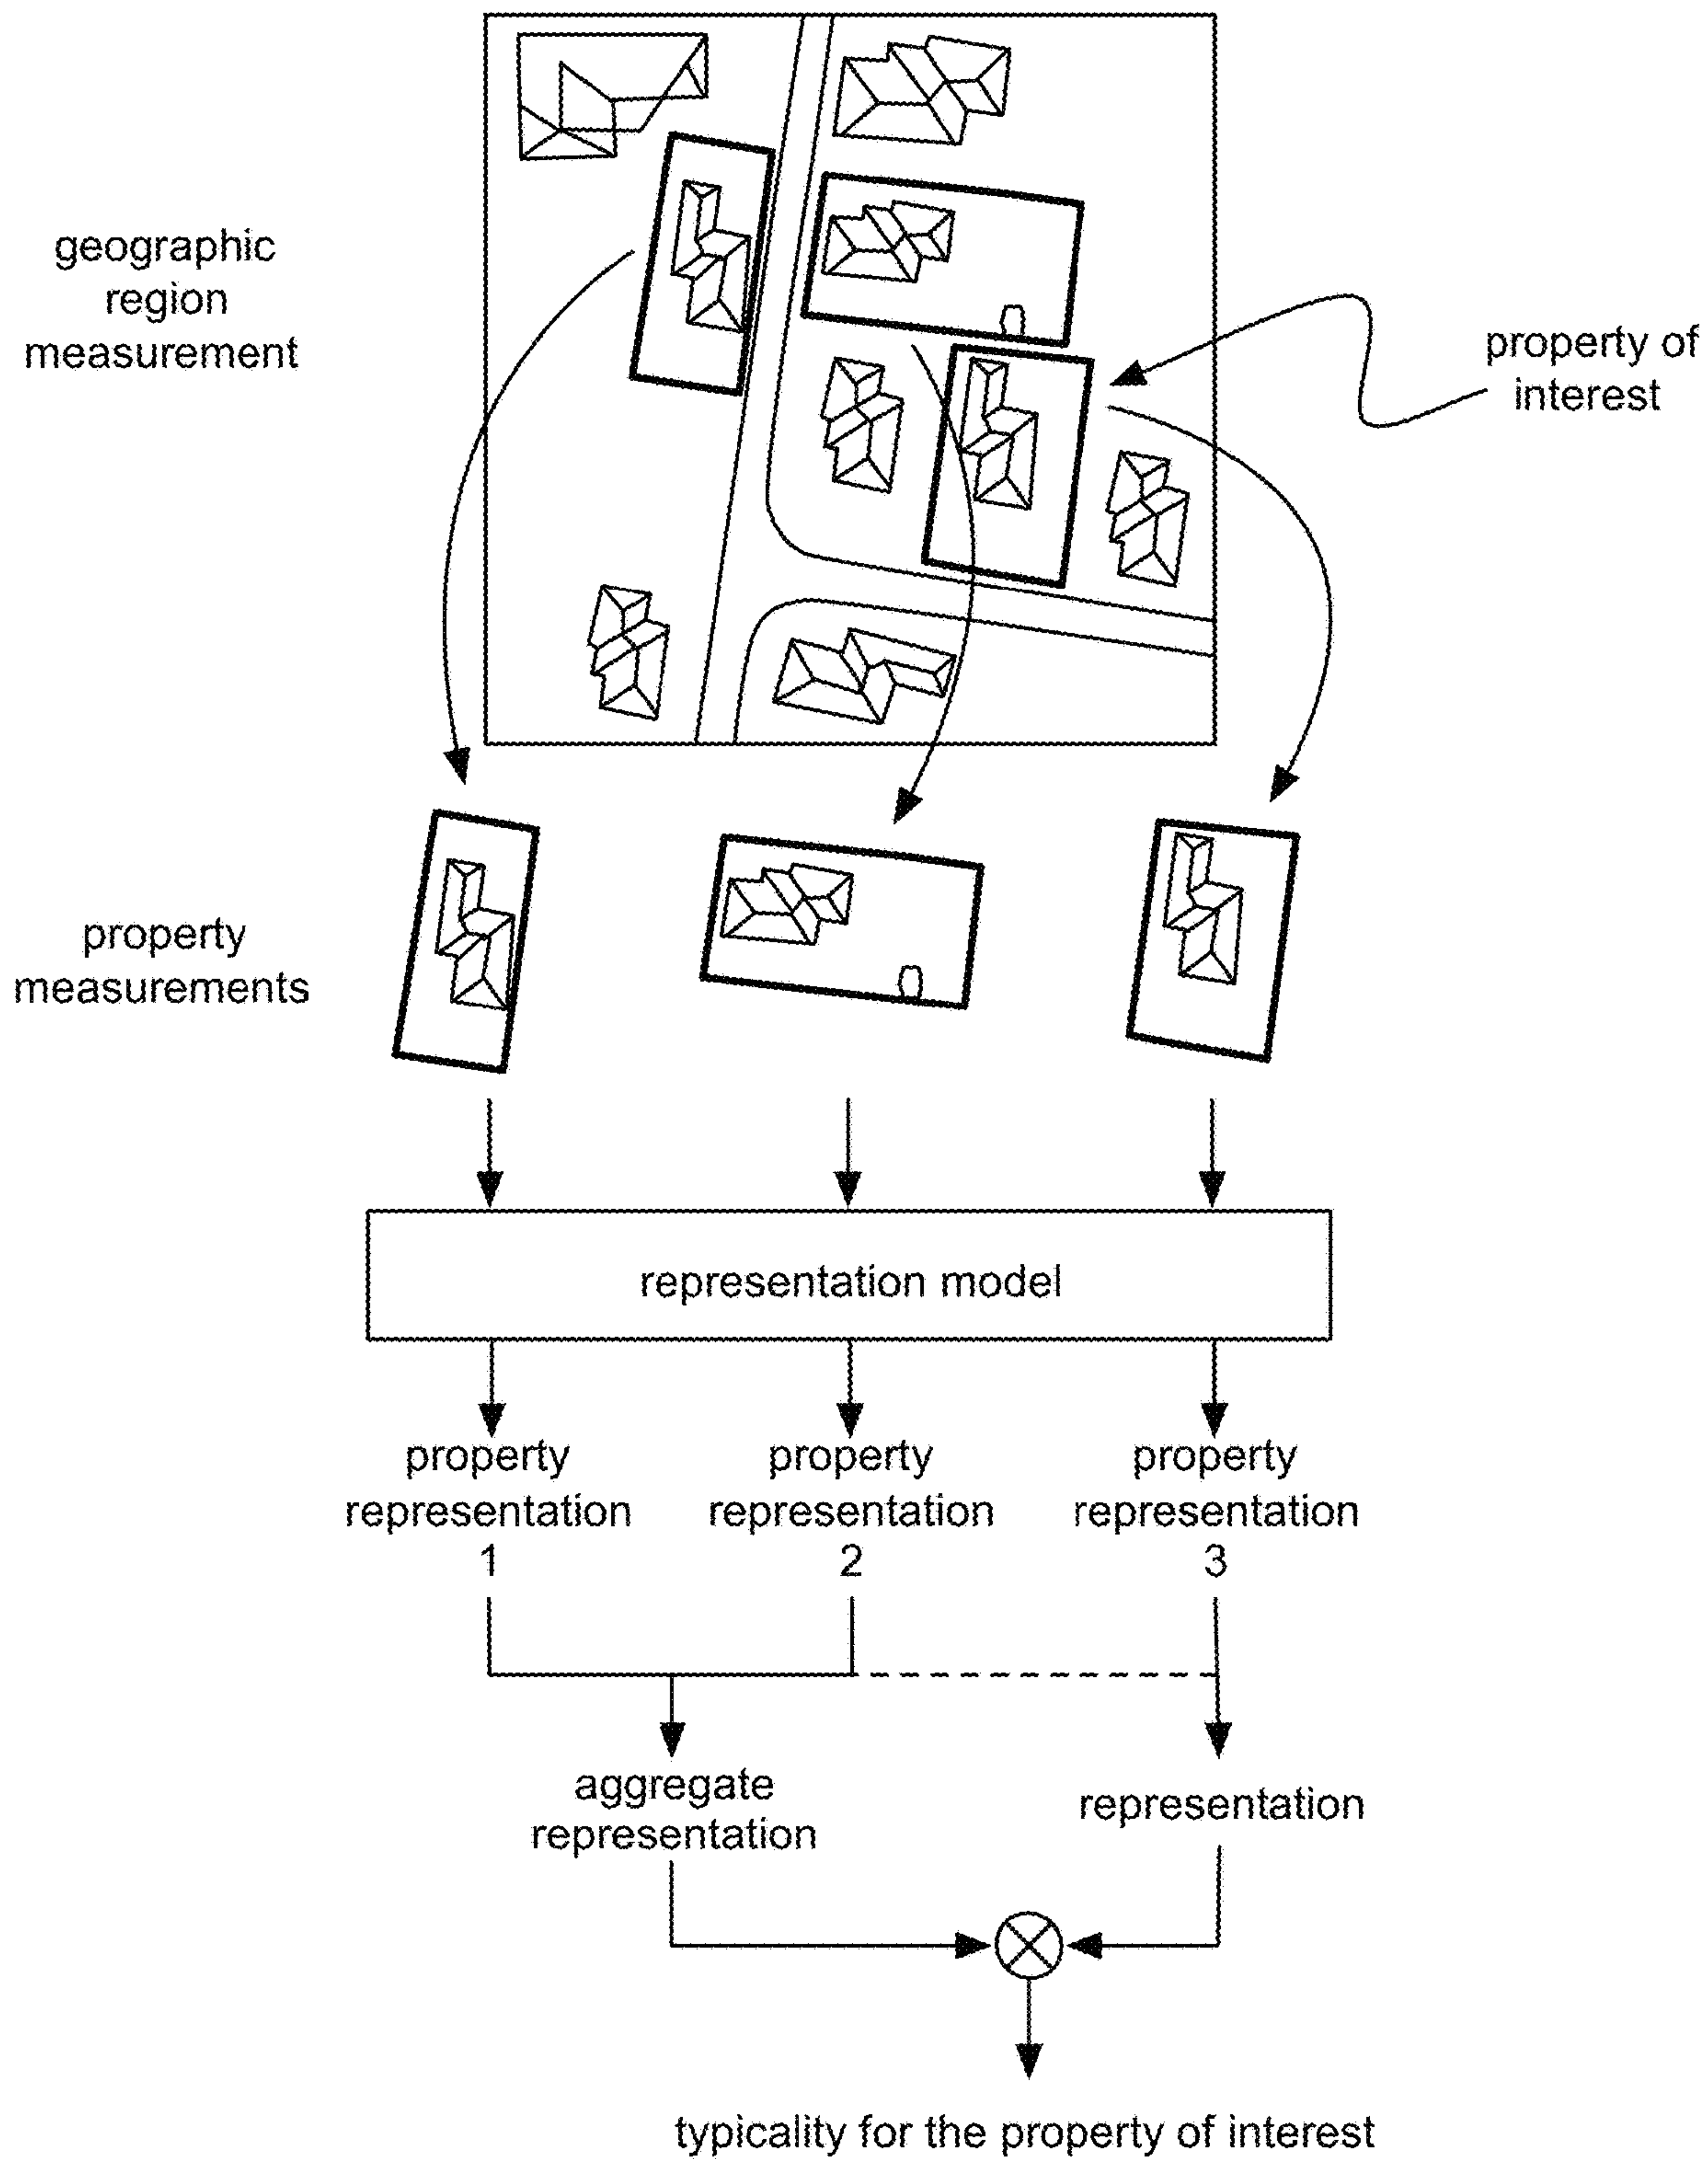 geographic
region
measurement
property of
interest
property
measurements
representation model
property
representation
1
property
representation
2
property
representation
3
aggregate
representation
representation
typicality for the property of interest